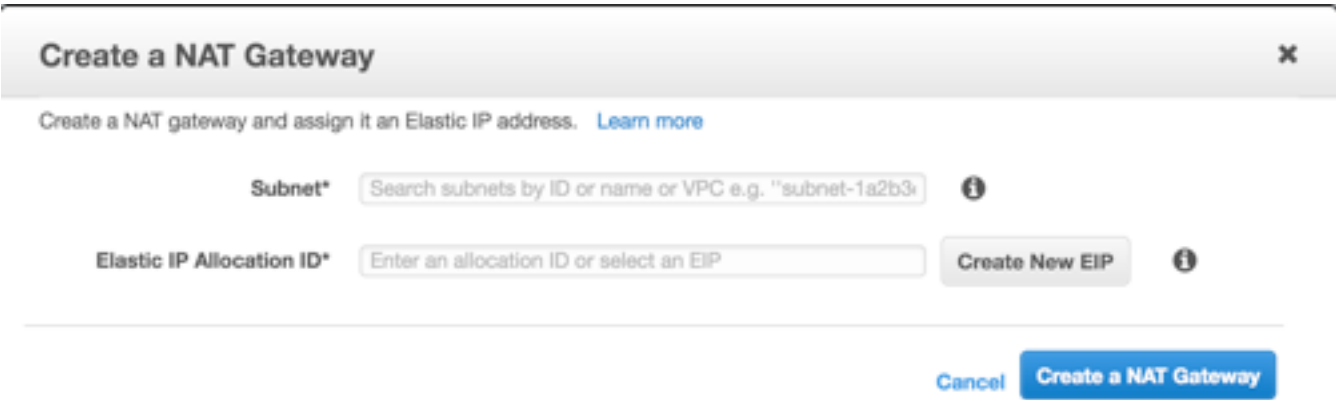 Create a NAT Gateway
Create a NAT gateway and assign it an Elastic IP address. Learn more
Subnet* Search subnets by ID or name or VPC e.g. "subnet-1a2b3
Elastic IP Allocation ID* Enter an allocation ID or select an EIP Create New EIP
Cancel Create a NAT Gateway